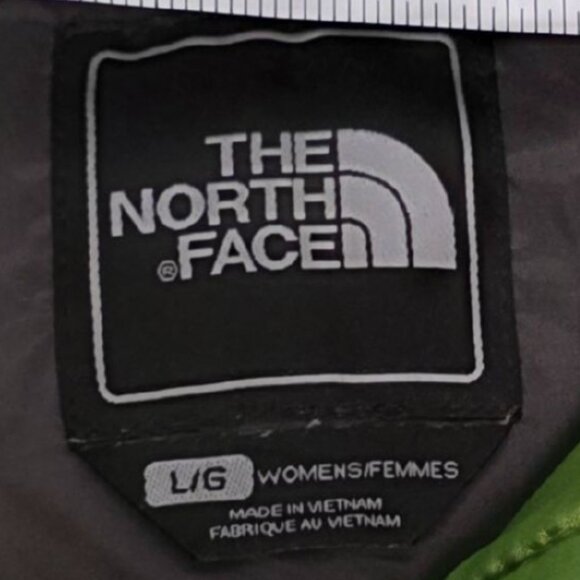 THE
NORTH
®FACE
L/G WOMENS/FEMMES
MADE IN VIETNAM
FABRIQUE AU VIETNAM